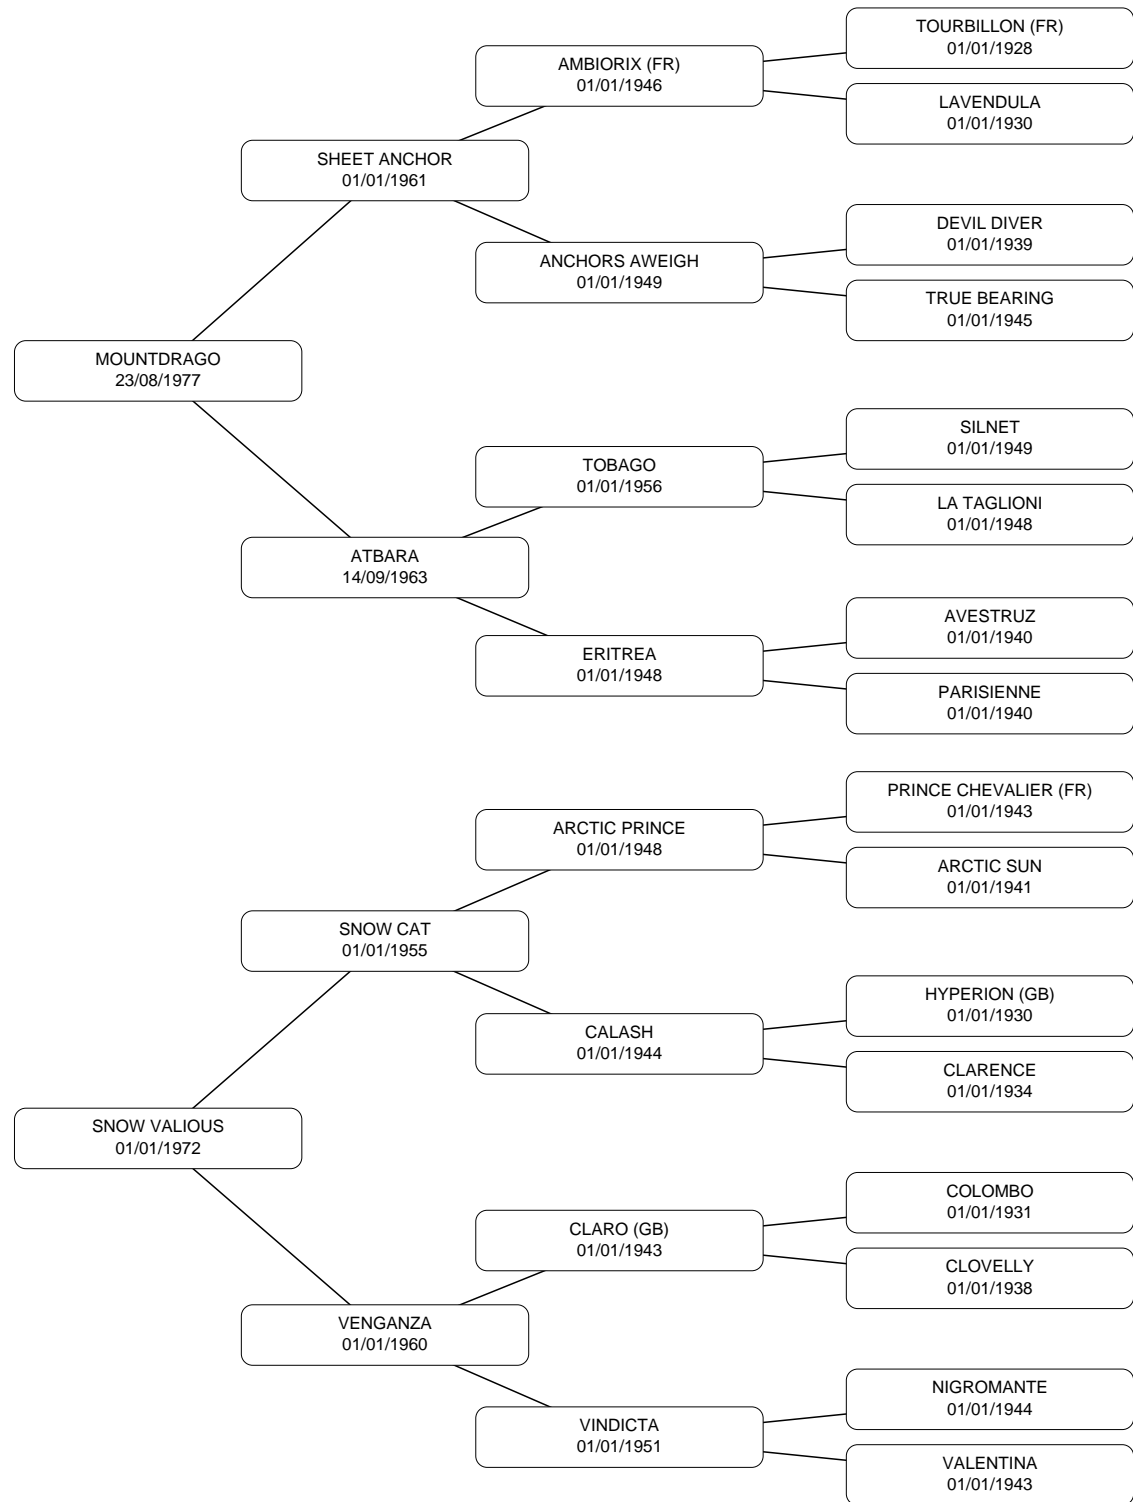 TOURBILLON (FR)
01/01/1928
AMBIORIX (FR)
01/01/1946
LAVENDULA
01/01/1930
SHEET ANCHOR
01/01/1961
DEVIL DIVER
01/01/1939
ANCHORS AWEIGH
01/01/1949
TRUE BEARING
01/01/1945
MOUNTDRAGO
23/08/1977
SILNET
01/01/1949
TOBAGO
01/01/1956
LA TAGLIONI
01/01/1948
ATBARA
14/09/1963
AVESTRUZ
01/01/1940
ERITREA
01/01/1948
PARISIENNE
01/01/1940
PRINCE CHEVALIER (FR)
01/01/1943
ARCTIC PRINCE
01/01/1948
ARCTIC SUN
01/01/1941
SNOW CAT
01/01/1955
HYPERION (GB)
01/01/1930
CALASH
01/01/1944
CLARENCE
01/01/1934
SNOW VALIOUS
01/01/1972
COLOMBO
01/01/1931
CLARO (GB)
01/01/1943
CLOVELLY
01/01/1938
VENGANZA
01/01/1960
NIGROMANTE
01/01/1944
VINDICTA
01/01/1951
VALENTINA
01/01/1943